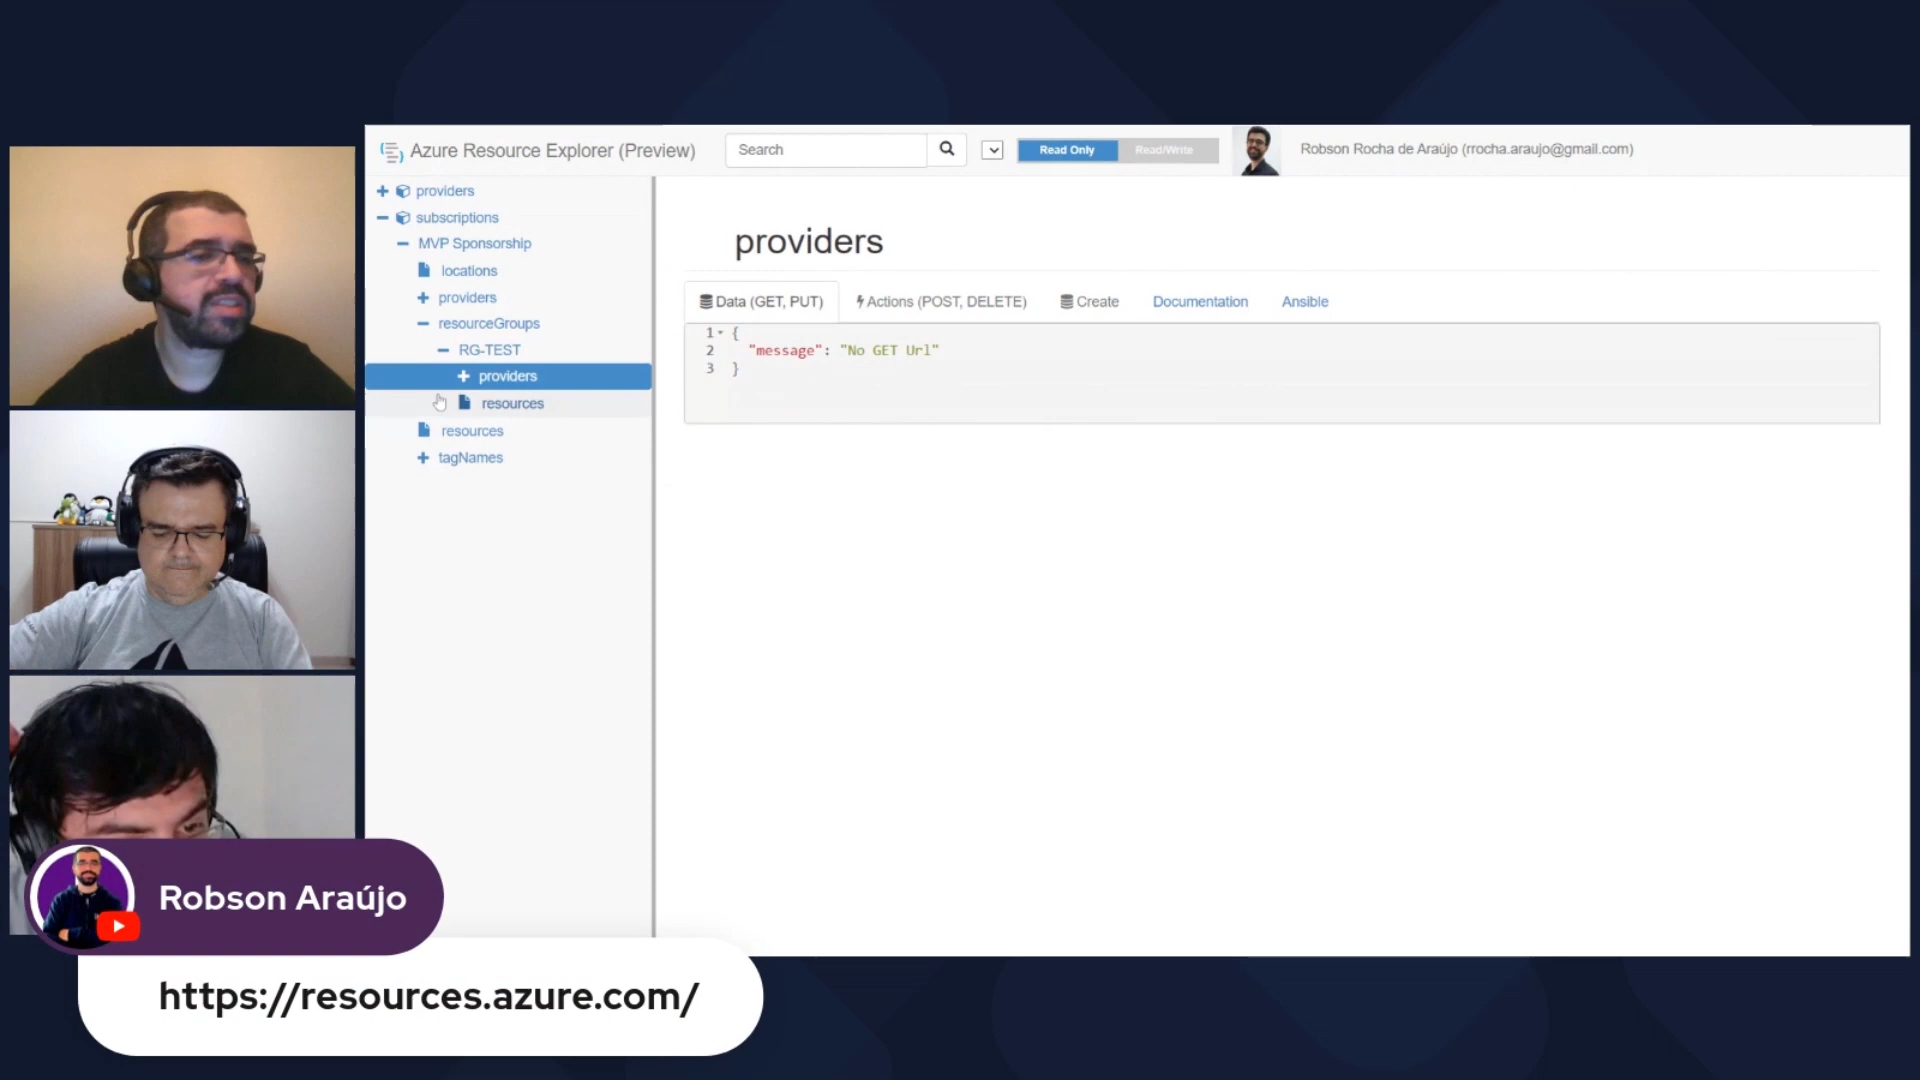 Azure Resource Explorer (Preview)
Search
Read Only
Read/Write
Robson Rocha de Araújo (rrocha.araujo@gmail.com)
providers
subscriptions
MVP Sponsorship
locations
providers
resourceGroups
RG-TEST
providers
resources
resources
tagNames
providers
Data (GET, PUT)
Actions (POST, DELETE)
Create
Documentation
Ansible
1 {
2 "message": "No GET Url"
3 }
Robson Araújo
https://resources.azure.com/